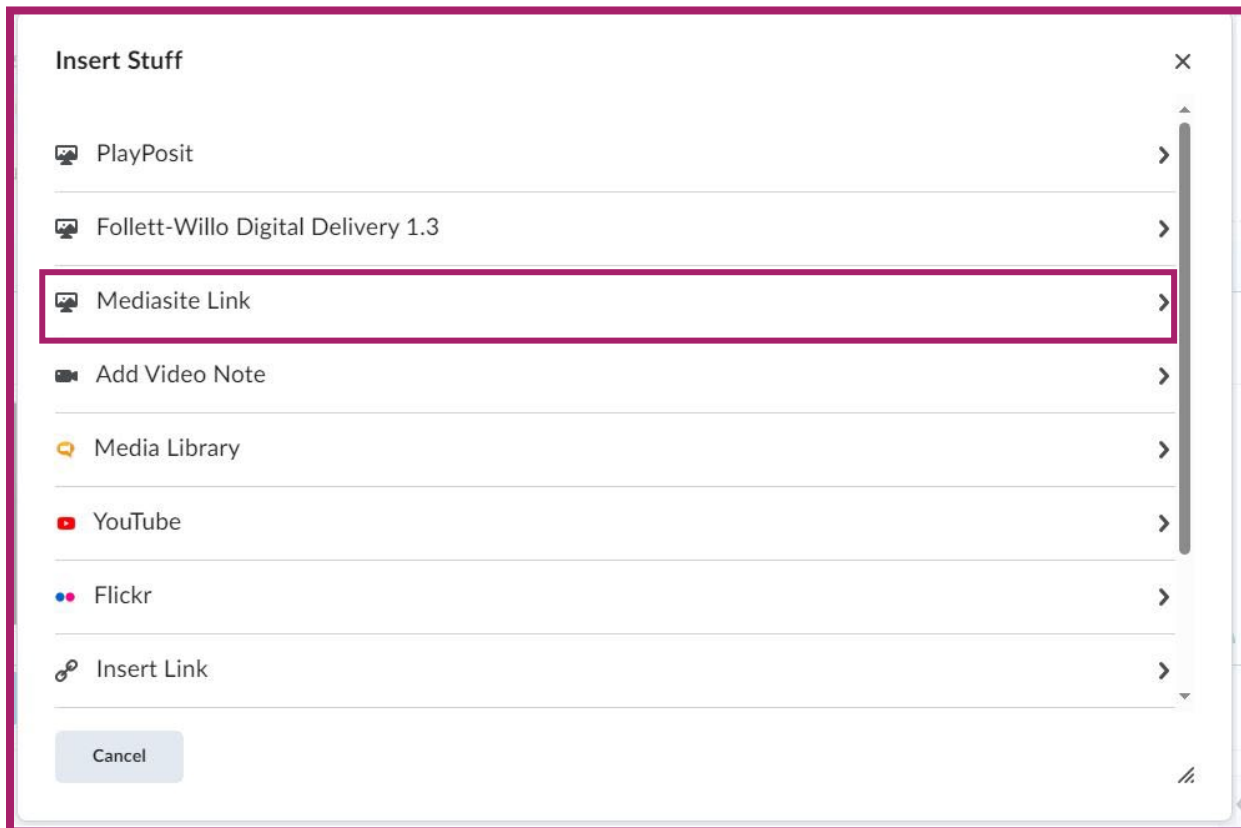 Insert Stuff
PlayPosit
Follett-Willo Digital Delivery 1.3
Mediasite Link
Add Video Note
Media Library
YouTube
Flickr
Insert Link
Cancel